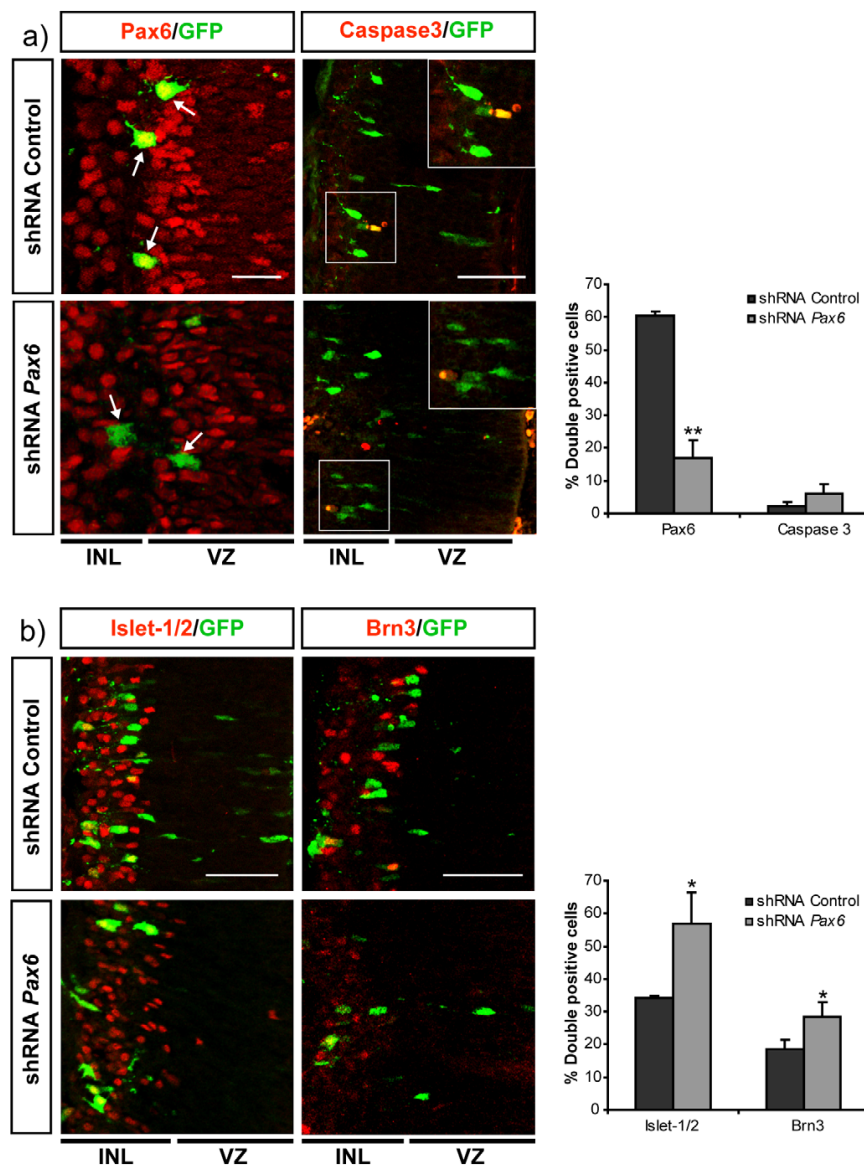 a)
Pax6/GFP
Caspase3/GFP
shRNA Control
shRNA Pax6
INL
VZ
INL
VZ
70
60
50
40
30
20
10
0
% Double positive cells
shRNA Control
shRNA Pax6
**
Pax6
Caspase 3
b)
Islet-1/2/GFP
Brn3/GFP
shRNA Control
shRNA Pax6
INL
VZ
INL
VZ
70
60
50
40
30
20
10
0
% Double positive cells
shRNA Control
shRNA Pax6
*
*
Islet-1/2
Brn3